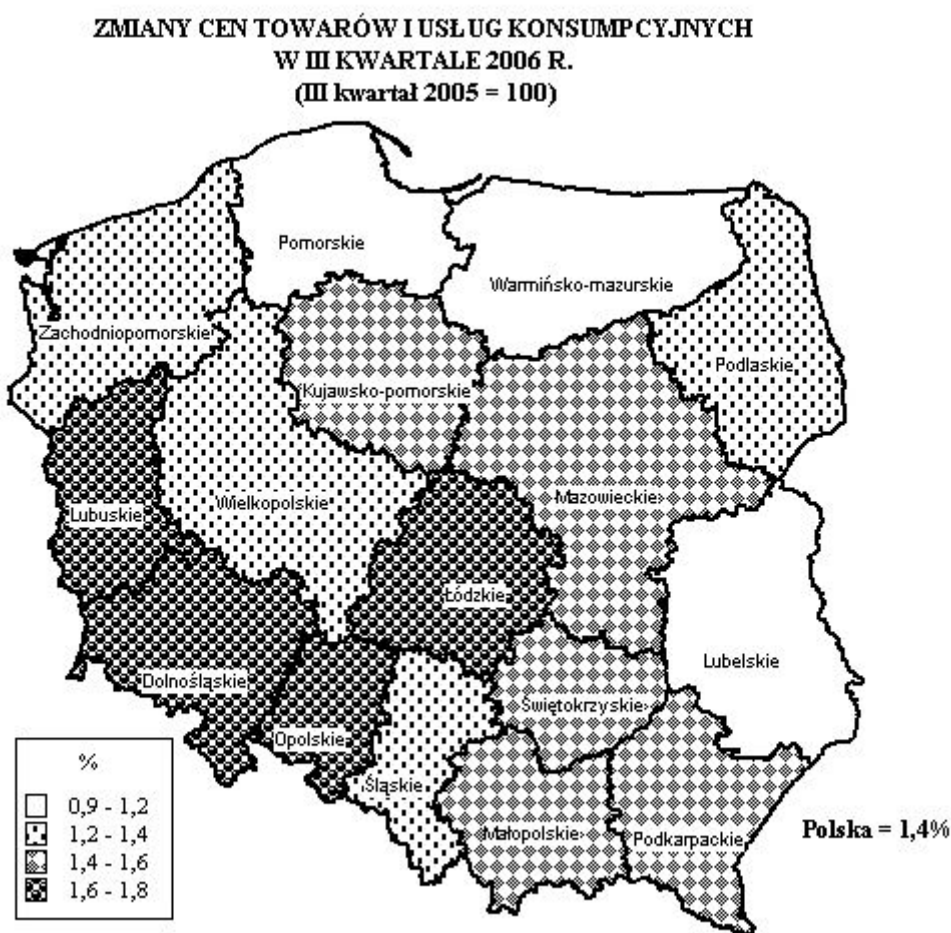 ZMIANY CEN TOWARÓW I USŁUG KONSUMPCYJNYCH
W III KWARTALE 2006 R.
(III kwartał 2005 = 100)
Pomorskie
Warmińsko-mazurskie
Zachodniopomorskie
Podlaskie
Kujawsko-pomorskie
Mazowieckie
Wielkopolskie
Lubuskie
Łódzkie
Lubelskie
Dolnośląskie
Świętokrzyskie
Opolskie
Śląskie
Małopolskie
Podkarpackie
Polska = 1,4%
%
0,9 - 1,2
1,2 - 1,4
1,4 - 1,6
1,6 - 1,8